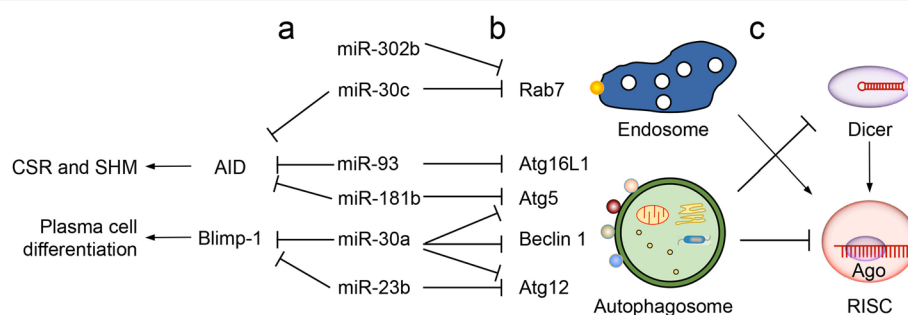 a
b
c
miR-302b
miR-30c
Rab7
Endosome
Dicer
CSR and SHM
AID
miR-93
Atg16L1
miR-181b
Atg5
Plasma cell
differentiation
Blimp-1
miR-30a
Beclin 1
Ago
miR-23b
Atg12
Autophagosome
RISC